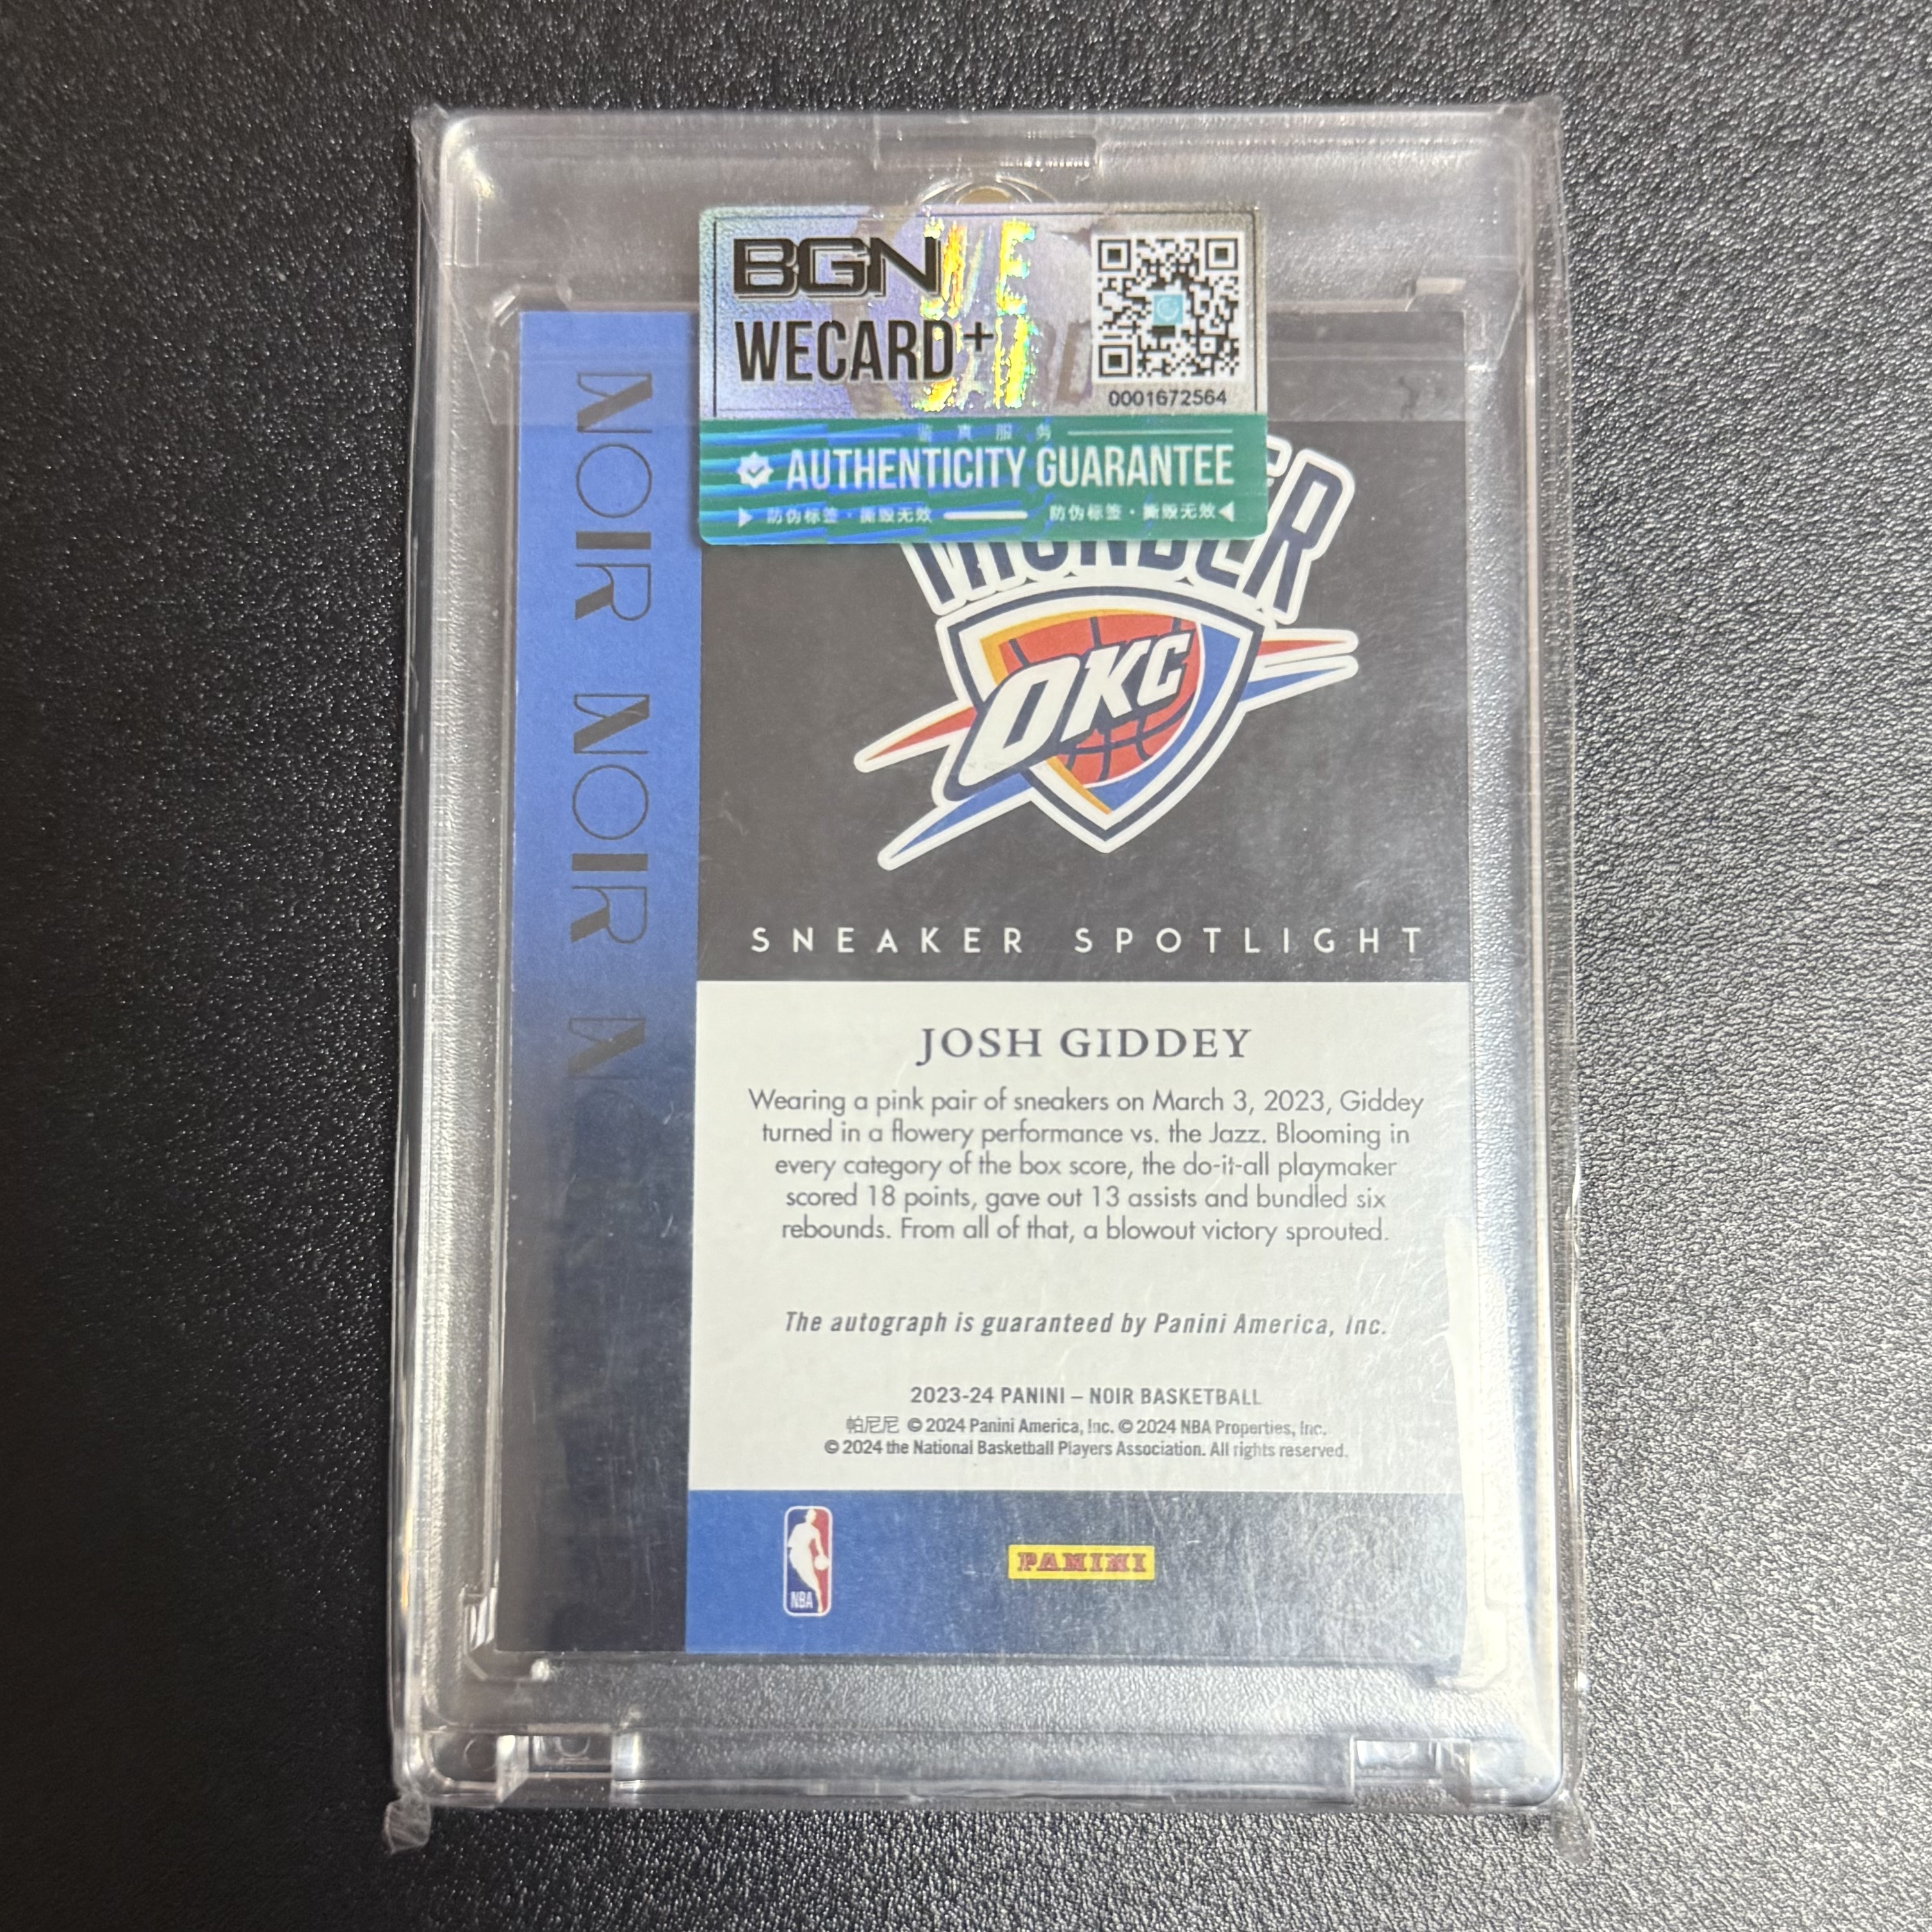 BGN
WECARD+
0001672564
鉴真服务
AUTHENTICITY GUARANTEE
防伪标签·撕毁无效 防伪标签·撕毁无效
THUNDER
OKC
NOIR NOIR N
SNEAKER SPOTLIGHT
JOSH GIDDEY
Wearing a pink pair of sneakers on March 3, 2023, Giddey
turned in a flowery performance vs. the Jazz. Blooming in
every category of the box score, the do-it-all playmaker
scored 18 points, gave out 13 assists and bundled six
rebounds. From all of that, a blowout victory sprouted.
The autograph is guaranteed by Panini America, Inc.
2023-24 PANINI – NOIR BASKETBALL
帕尼尼 © 2024 Panini America, Inc. © 2024 NBA Properties, Inc.
© 2024 the National Basketball Players Association. All rights reserved.
NBA
PANINI